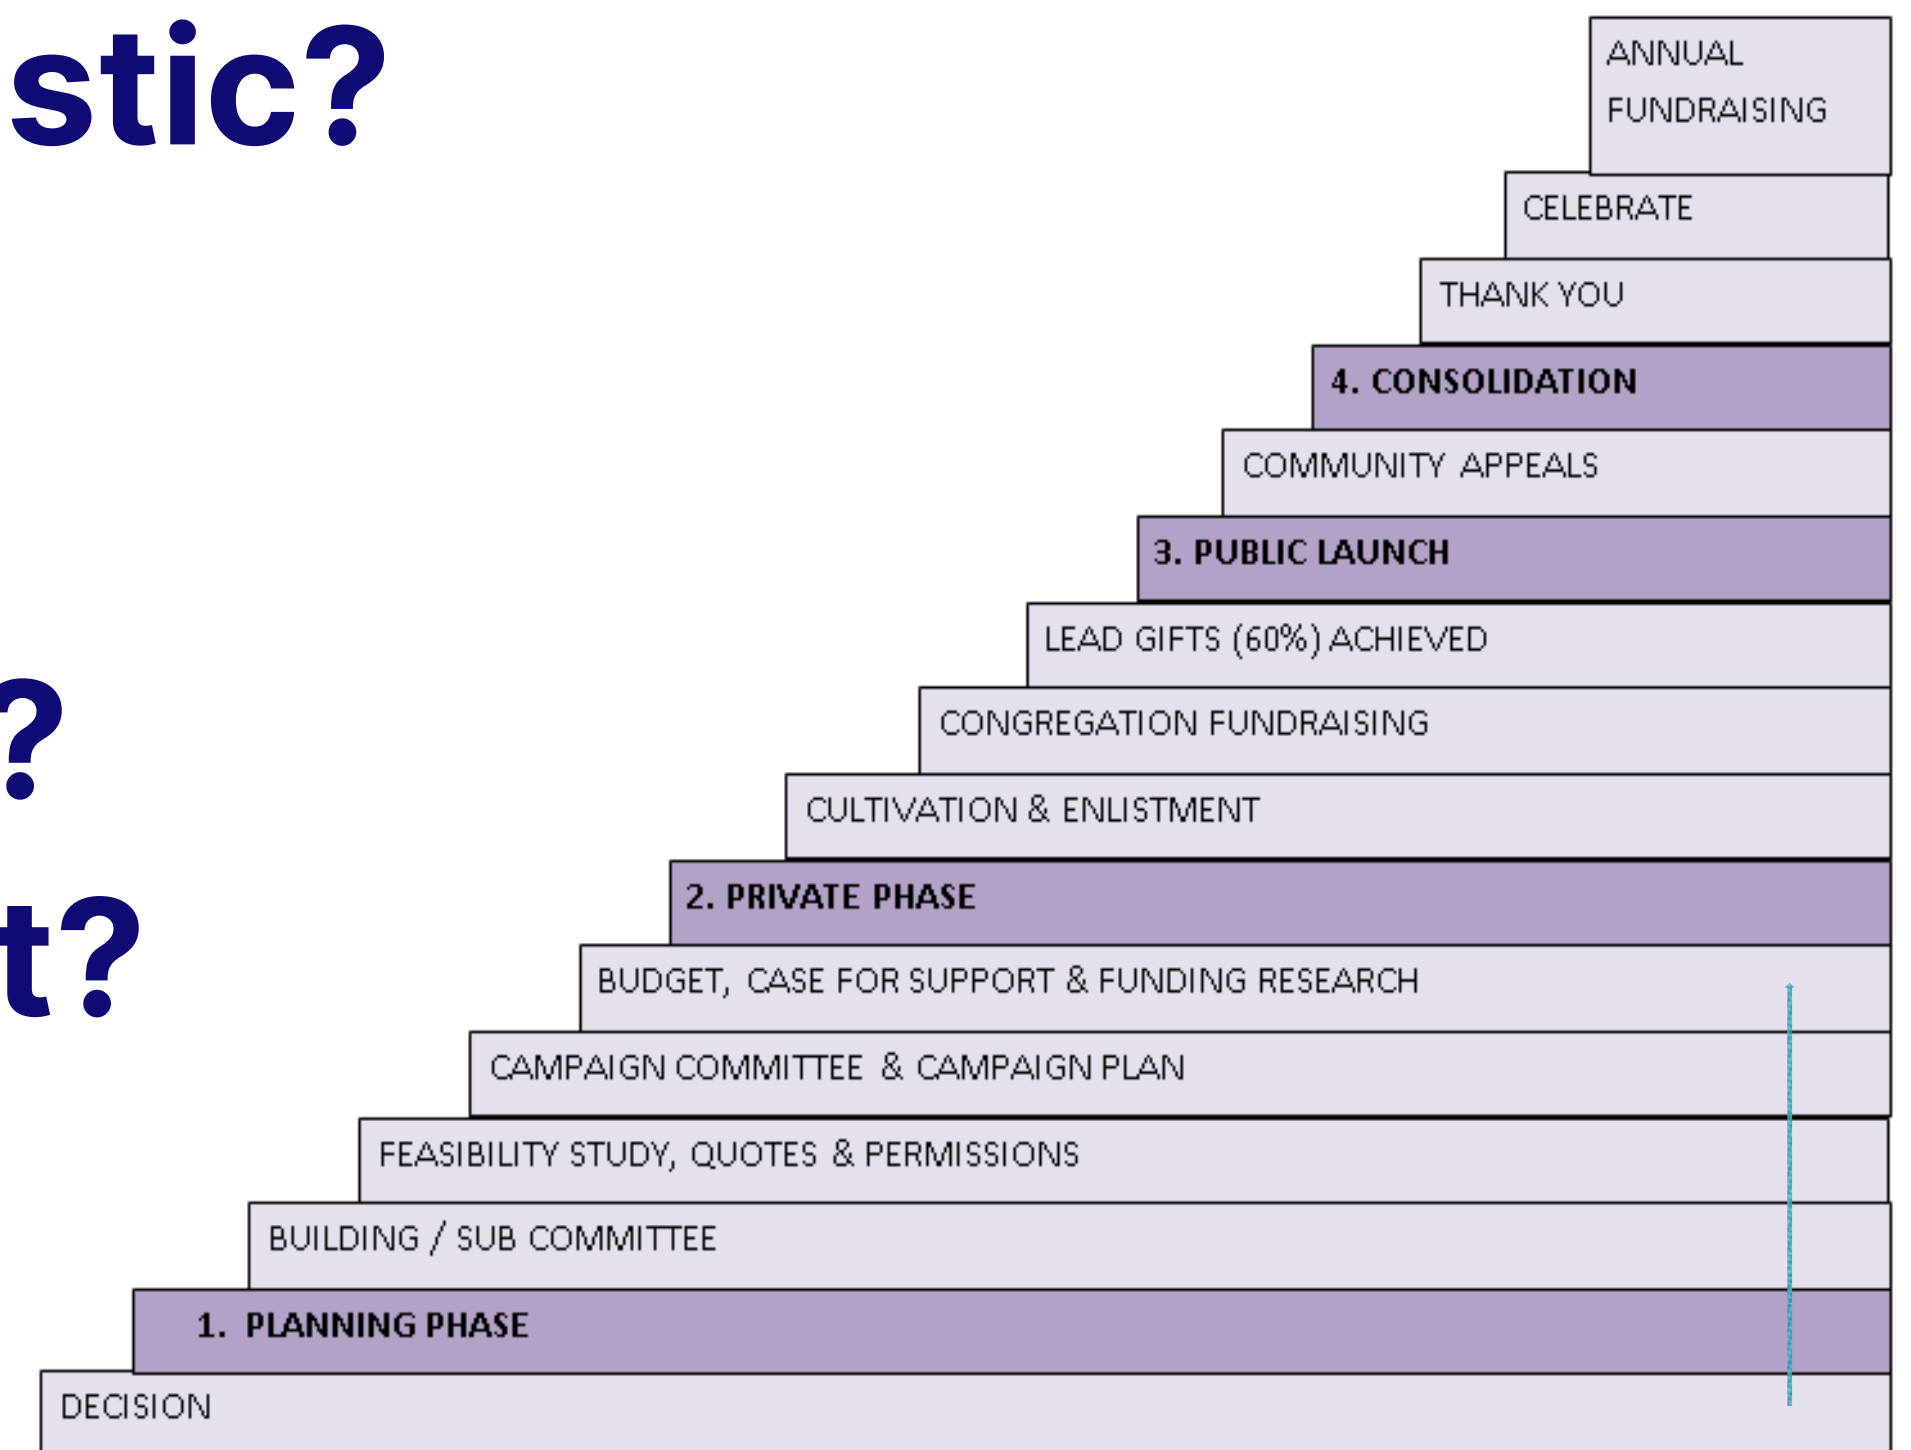 stic?
?
t?
ANNUAL
FUNDRAISING
CELEBRATE
THANK YOU
4. CONSOLIDATION
COMMUNITY APPEALS
3. PUBLIC LAUNCH
LEAD GIFTS (60%) ACHIEVED
CONGREGATION FUNDRAISING
CULTIVATION & ENLISTMENT
2. PRIVATE PHASE
BUDGET, CASE FOR SUPPORT & FUNDING RESEARCH
CAMPAIGN COMMITTEE & CAMPAIGN PLAN
FEASIBILITY STUDY, QUOTES & PERMISSIONS
BUILDING / SUB COMMITTEE
1. PLANNING PHASE
DECISION